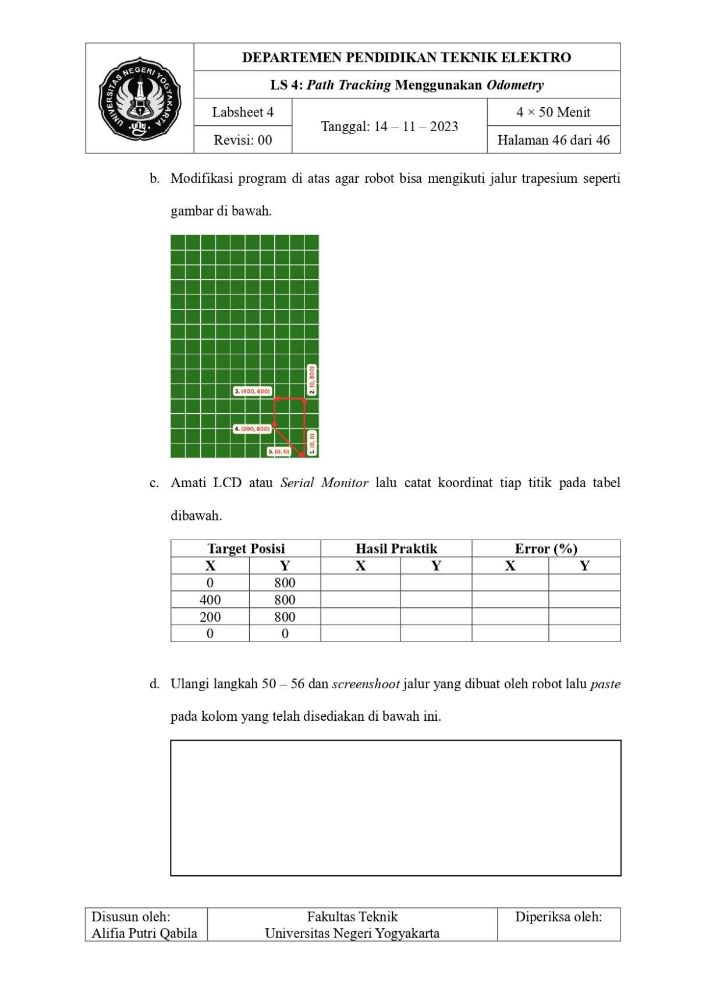 UNIVERSITAS NEGERI YOGYAKARTA
uny
DEPARTEMEN PENDIDIKAN TEKNIK ELEKTRO
LS 4: Path Tracking Menggunakan Odometry
Labsheet 4
Tanggal: 14 – 11 – 2023
4 × 50 Menit
Revisi: 00
Halaman 46 dari 46
b. Modifikasi program di atas agar robot bisa mengikuti jalur trapesium seperti
gambar di bawah.
2. (0, 800)
3. (400, 800)
4. (200, 800)
1. (0, 0)
5. (0, 0)
c. Amati LCD atau Serial Monitor lalu catat koordinat tiap titik pada tabel
dibawah.
Target Posisi Hasil Praktik Error (%)
X Y X Y X Y
0 800
400 800
200 800
0 0
d. Ulangi langkah 50 – 56 dan screenshoot jalur yang dibuat oleh robot lalu paste
pada kolom yang telah disediakan di bawah ini.
Disusun oleh:
Alifia Putri Qabila
Fakultas Teknik
Universitas Negeri Yogyakarta
Diperiksa oleh: